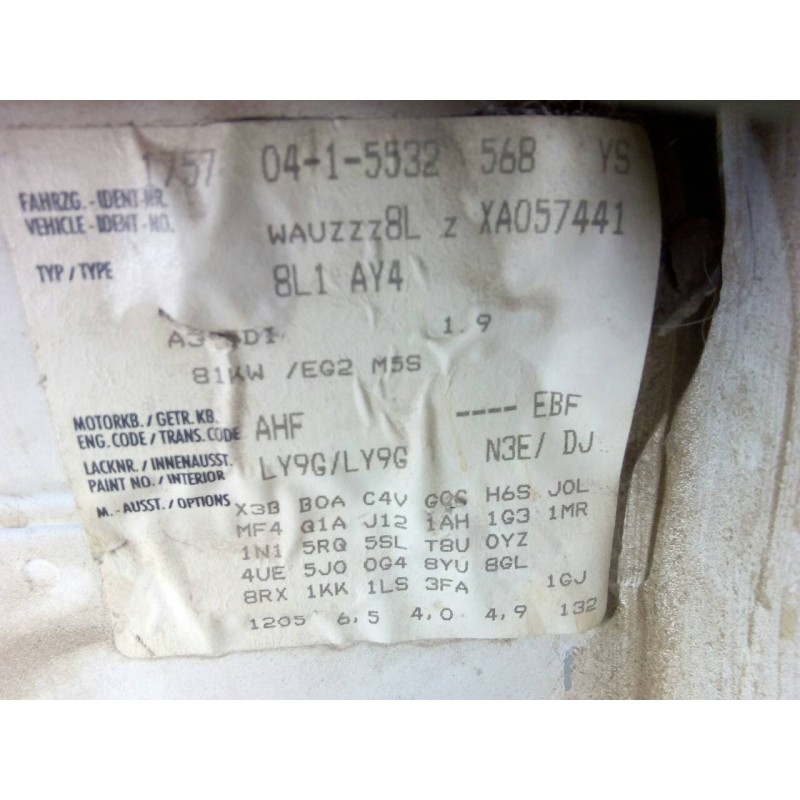 1757 04-1-5532 568 YS
FAHRZG.-IDENT-NR.
VEHICLE-IDENT-NO. WAUZZZ8L Z XA057441
TYP/TYPE 8L1 AY4
1.9
81KW /EG2 M5S
MOTORKB./GETR.KB.
ENG.CODE/TRANS.CODE AHF ---- EBF
LACKNR./INNENAUSST.
PAINT NO./INTERIOR LY9G/LY9G N3E/ DJ
M.-AUSST./OPTIONS
X3B B0A C4V H6S J0L
MF4 Q1A J12 1AH 1G3 1MR
1N1 5RQ 5SL T8U 0YZ
4UE 5J0 0G4 8YU 8GL
8RX 1KK 1LS 3FA 1GJ
1205 6,5 4,0 4,9 132